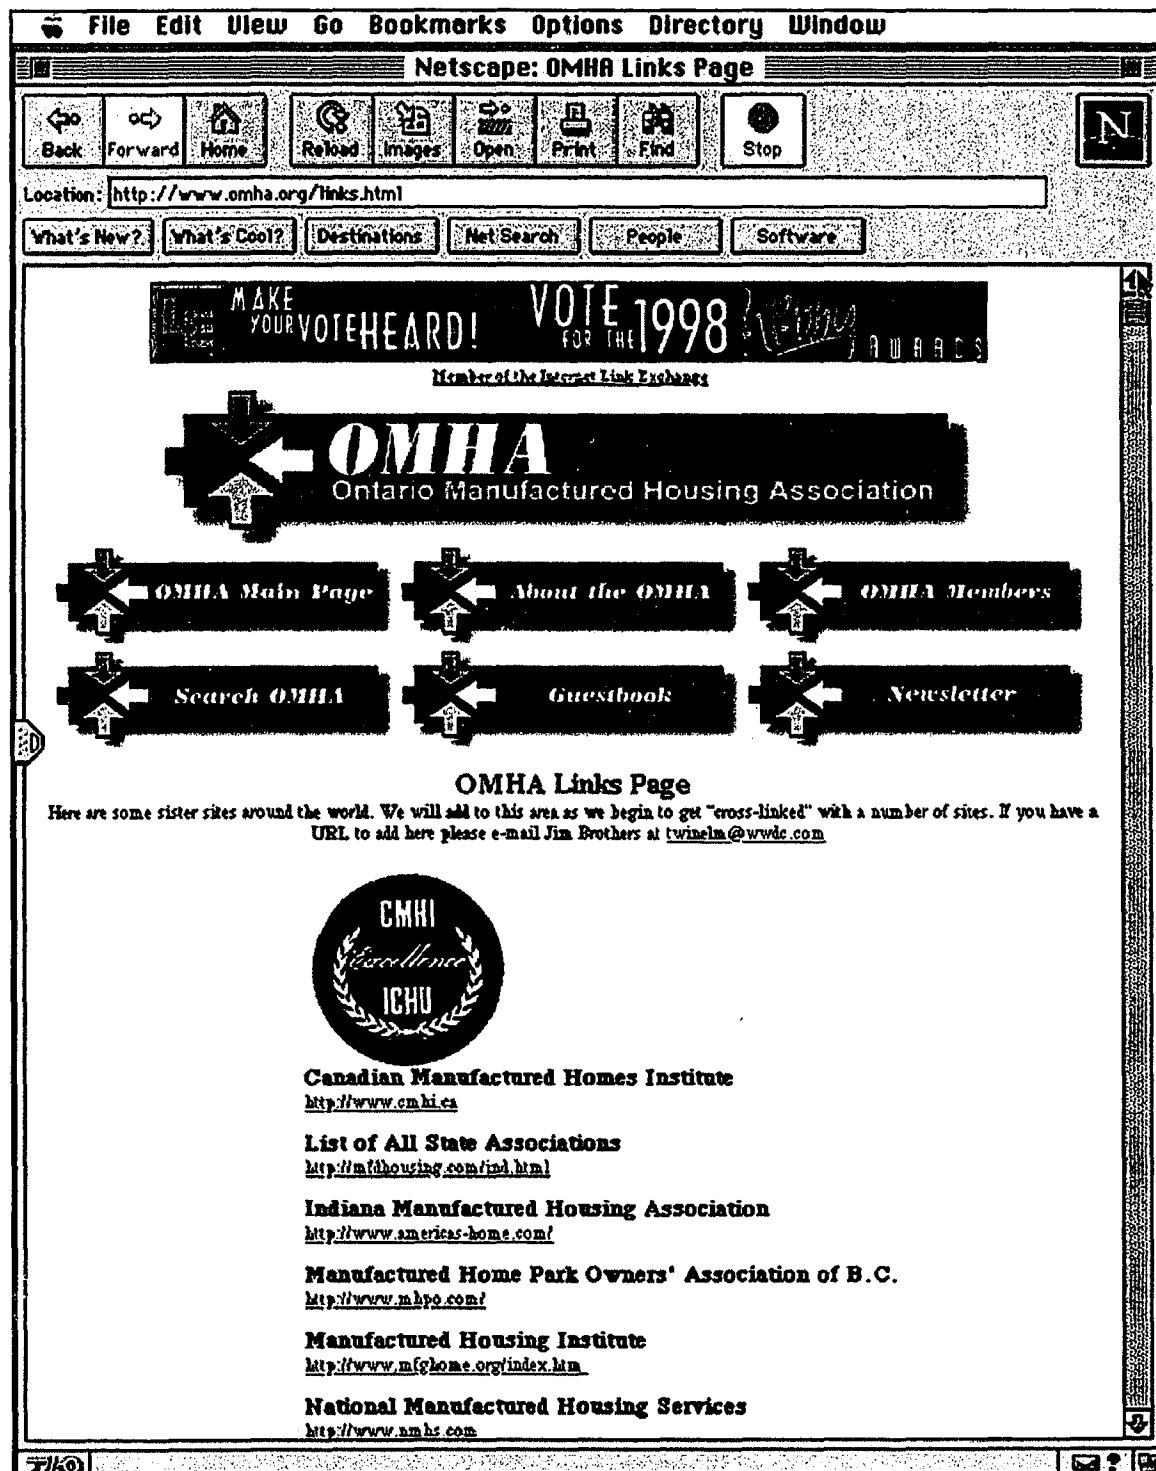 File Edit View Go Bookmarks Options Directory Window
Netscape: OMHA Links Page
Back Forward Home Reload Images Open Print Find Stop
N
Location: http://www.omha.org/links.html
What's New? What's Cool? Destinations Net Search People Software
MAKE YOUR VOTE HEARD! VOTE FOR THE 1998 AWARDS
Member of the Internet Link Exchange
OMHA
Ontario Manufactured Housing Association
OMHA Main Page About the OMHA OMHA Members
Search OMHA Guestbook Newsletter
OMHA Links Page
Here are some sister sites around the world. We will add to this area as we begin to get "cross-linked" with a number of sites. If you have a
URL to add here please e-mail Jim Brothers at twinelm@wwdc.com
CMHI
Excellence
ICHU
Canadian Manufactured Homes Institute
http://www.cmhi.ca
List of All State Associations
http://mfdhousing.com/ind.html
Indiana Manufactured Housing Association
http://www.americas-home.com/
Manufactured Home Park Owners' Association of B.C.
http://www.mhpo.com/
Manufactured Housing Institute
http://www.mfghome.org/index.htm
National Manufactured Housing Services
http://www.nmhs.com